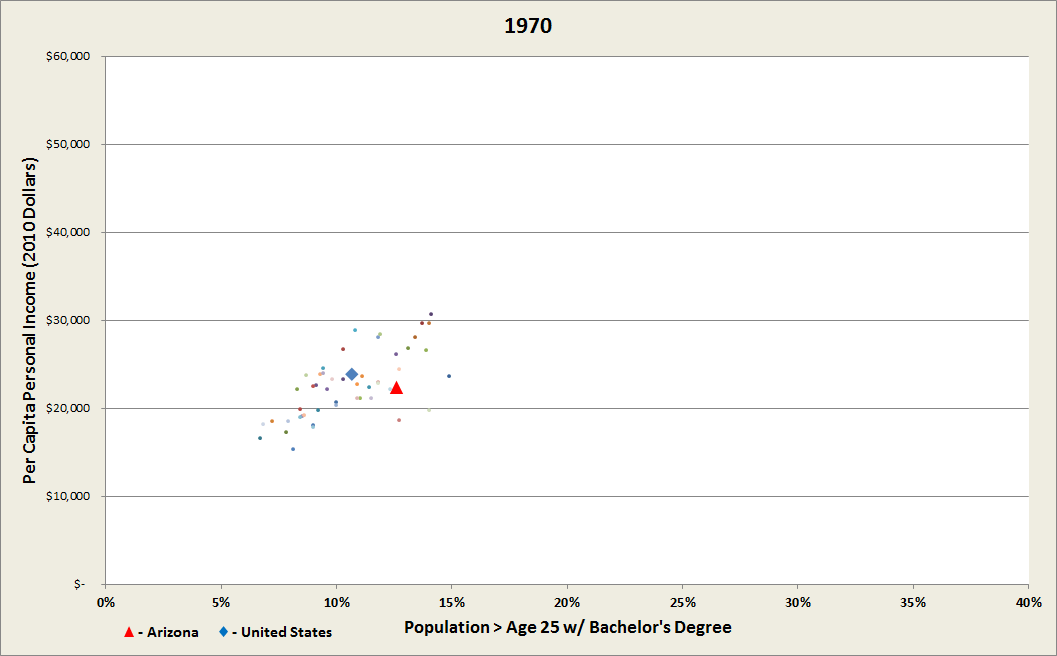 1970
$60,000
$50,000
$40,000
$30,000
$20,000
$10,000
$-
Per Capita Personal Income (2010 Dollars)
0% 5% 10% 15% 20% 25% 30% 35% 40%
- Arizona - United States
Population > Age 25 w/ Bachelor's Degree